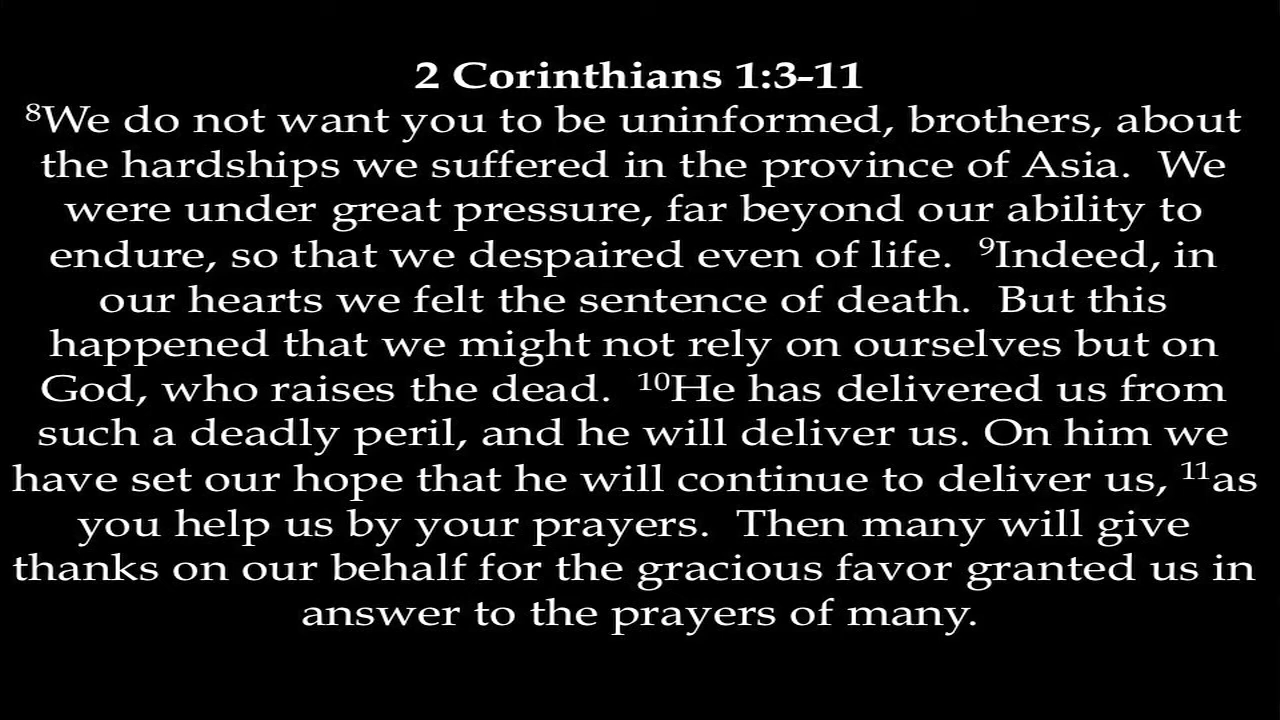 2 Corinthians 1:3-11
⁸We do not want you to be uninformed, brothers, about
the hardships we suffered in the province of Asia.  We
were under great pressure, far beyond our ability to
endure, so that we despaired even of life.  ⁹Indeed, in
our hearts we felt the sentence of death.  But this
happened that we might not rely on ourselves but on
God, who raises the dead.  ¹⁰He has delivered us from
such a deadly peril, and he will deliver us. On him we
have set our hope that he will continue to deliver us, ¹¹as
you help us by your prayers.  Then many will give
thanks on our behalf for the gracious favor granted us in
answer to the prayers of many.